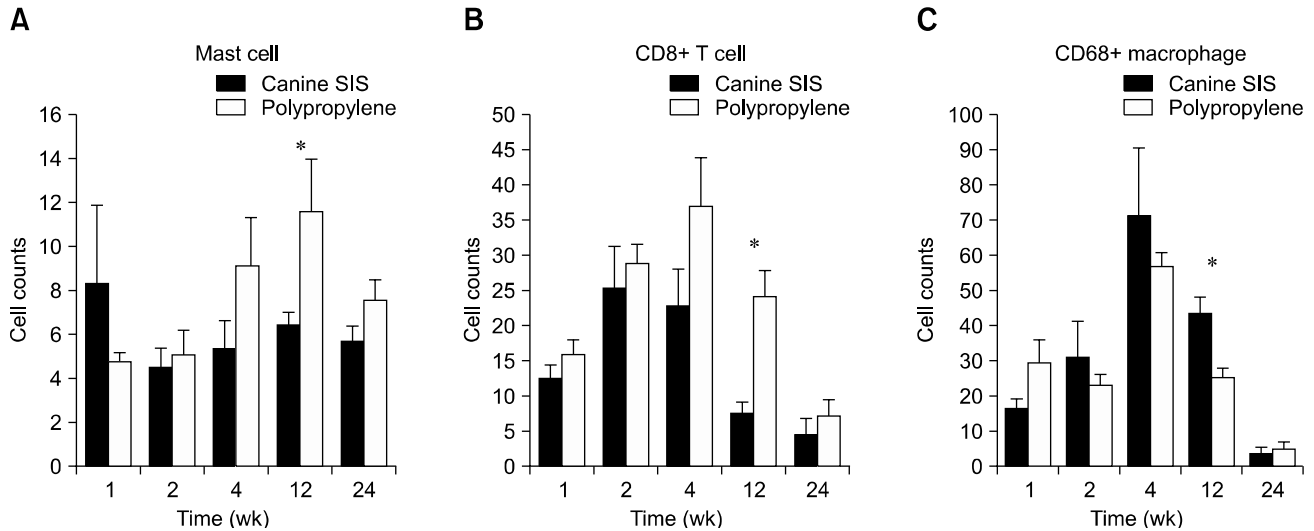 A
Mast cell
Canine SIS
Polypropylene
16
14
12
10
8
6
4
2
0
Cell counts
*
1 2 4 12 24
Time (wk)
B
CD8+ T cell
Canine SIS
Polypropylene
50
45
40
35
30
25
20
15
10
5
0
Cell counts
*
1 2 4 12 24
Time (wk)
C
CD68+ macrophage
Canine SIS
Polypropylene
100
90
80
70
60
50
40
30
20
10
0
Cell counts
*
1 2 4 12 24
Time (wk)